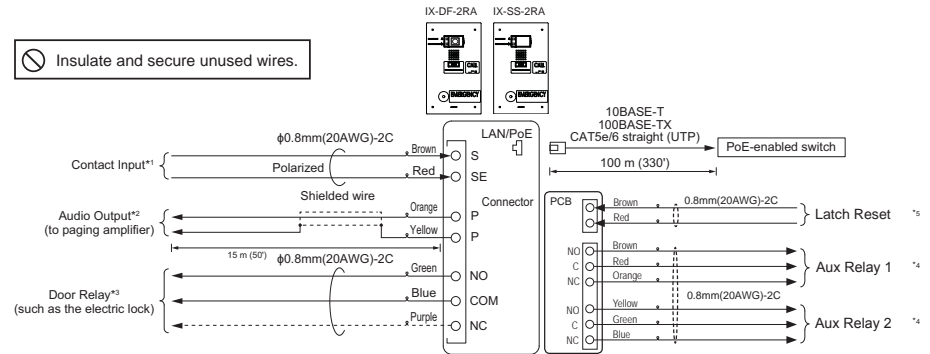 IX-DF-2RA
IX-SS-2RA
Insulate and secure unused wires.
EMERGENCY
EMERGENCY
10BASE-T
100BASE-TX
CAT5e/6 straight (UTP)
LAN/PoE
PoE-enabled switch
100 m (330')
ϕ0.8mm(20AWG)-2C
Contact Input*1
Polarized
Brown
S
Red
SE
Shielded wire
Connector
Audio Output*2
(to paging amplifier)
Orange
P
Yellow
P
15 m (50')
ϕ0.8mm(20AWG)-2C
Door Relay*3
(such as the electric lock)
Green
NO
Blue
COM
Purple
NC
PCB
Brown
0.8mm(20AWG)-2C
Red
Latch Reset *5
NO
Brown
C
Red
NC
Orange
Aux Relay 1 *4
0.8mm(20AWG)-2C
NO
Yellow
C
Green
NC
Blue
Aux Relay 2 *4